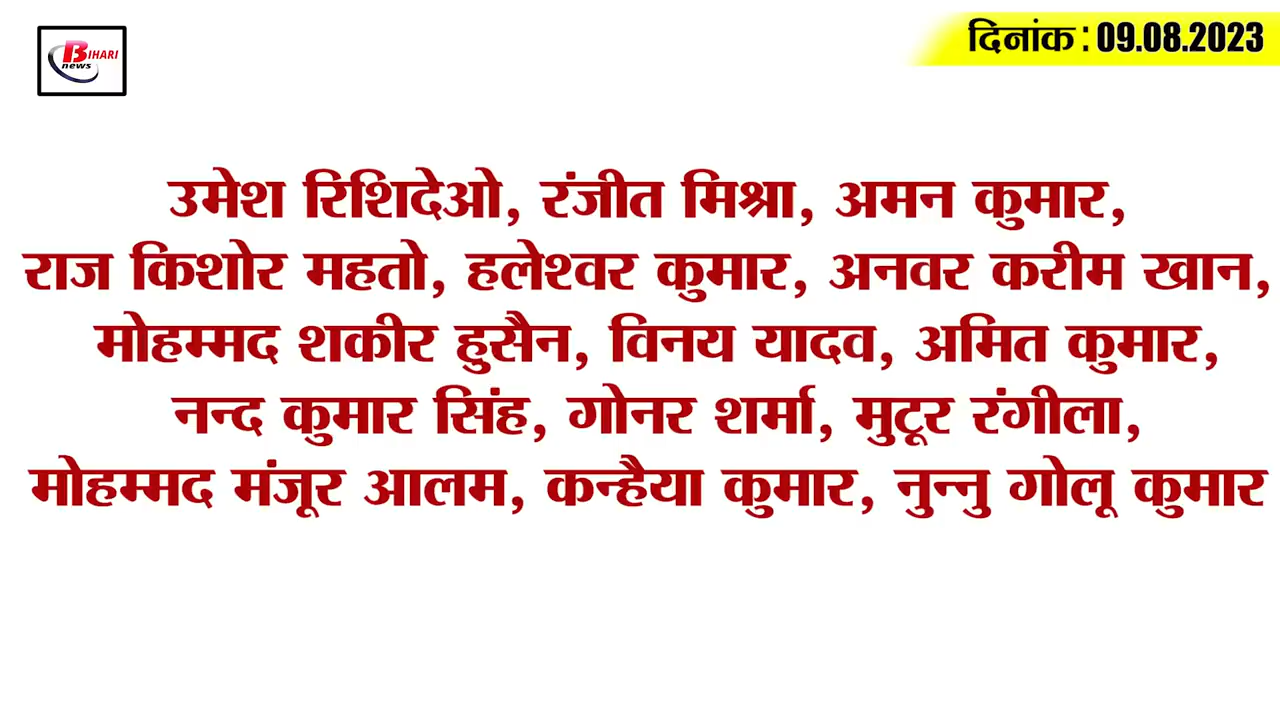 BIHARI
news
दिनांक : 09.08.2023
उमेश रिशिदेओ, रंजीत मिश्रा, अमन कुमार,
राज किशोर महतो, हलेश्वर कुमार, अनवर करीम खान,
मोहम्मद शकीर हुसैन, विनय यादव, अमित कुमार,
नन्द कुमार सिंह, गोनर शर्मा, मुटूर रंगीला,
मोहम्मद मंजूर आलम, कन्हैया कुमार, नुन्नु गोलू कुमार